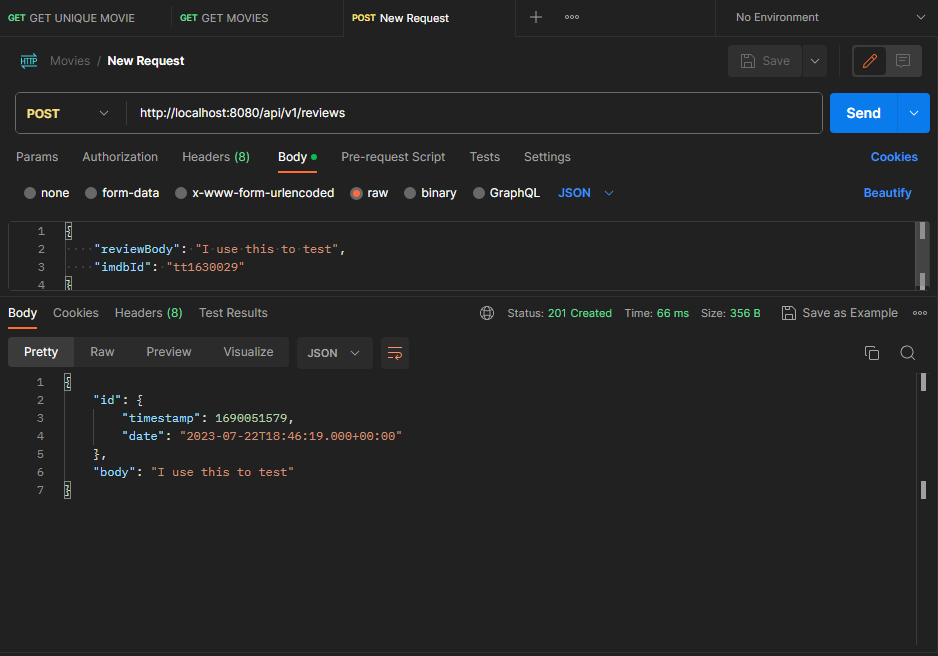 GET GET UNIQUE MOVIE GET GET MOVIES POST New Request No Environment
HTTP Movies / New Request Save
POST http://localhost:8080/api/v1/reviews Send
Params Authorization Headers (8) Body Pre-request Script Tests Settings Cookies
none form-data x-www-form-urlencoded raw binary GraphQL JSON Beautify
1 {
2 "reviewBody": "I use this to test",
3 "imdbId": "tt1630029"
4 }
Body Cookies Headers (8) Test Results Status: 201 Created Time: 66 ms Size: 356 B Save as Example
Pretty Raw Preview Visualize JSON
1 {
2 "id": {
3 "timestamp": 1690051579,
4 "date": "2023-07-22T18:46:19.000+00:00"
5 },
6 "body": "I use this to test"
7 }